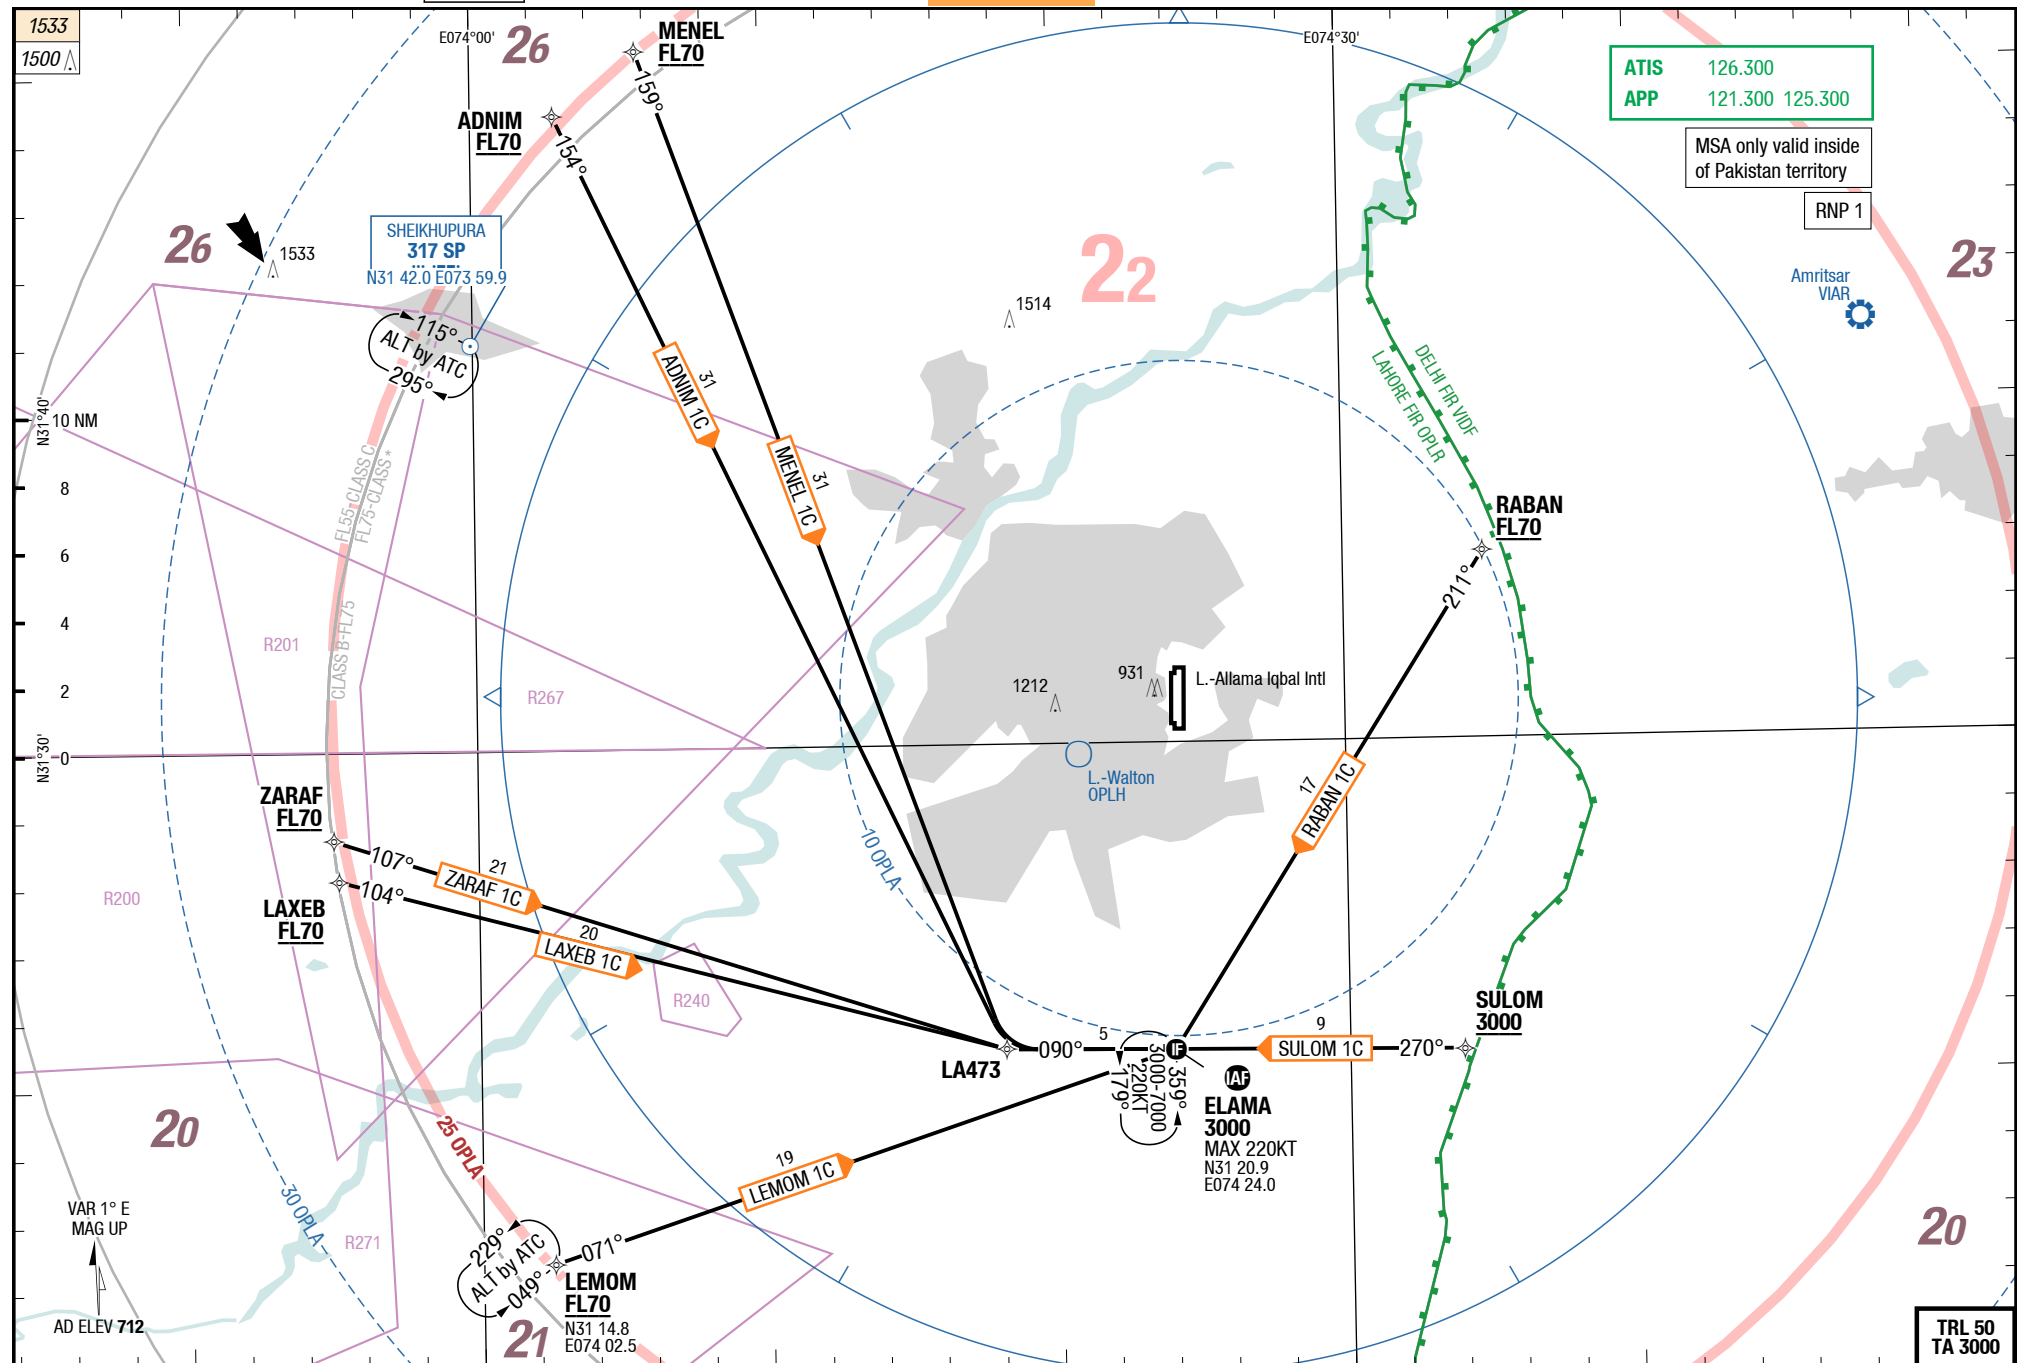 1533
1500
E074°00'
26
MENEL
FL70
159°
E074°30'
ATIS 126.300
APP 121.300 125.300
MSA only valid inside
of Pakistan territory
RNP 1
ADNIM
FL70
154°
26
1533
SHEIKHUPURA
317 SP
N31 42.0 E073 59.9
22
23
Amritsar
VIAR
1514
115°
ALT by ATC
295°
DELHI FIR VIDF
LAHORE FIR OPLR
31
ADNIM 1C
31
MENEL 1C
N31°40'
10 NM
8
6
4
2
0
N31°30'
FL55-CLASS C
FL75-CLASS *
CLASS B-FL75
RABAN
FL70
211°
R201
R267
1212
931
L.-Allama Iqbal Intl
L.-Walton
OPLH
17
RABAN 1C
10 OPLA
ZARAF
FL70
107°
21
ZARAF 1C
LAXEB
FL70
104°
20
LAXEB 1C
R200
R240
SULOM
3000
LA473
090°
5
IF
9
SULOM 1C
270°
179°
220KT
3000-7000
359°
IAF
ELAMA
3000
MAX 220KT
N31 20.9
E074 24.0
20
25 OPLA
19
LEMOM 1C
VAR 1° E
MAG UP
30 OPLA
R271
229°
ALT by ATC
049°
071°
LEMOM
FL70
N31 14.8
E074 02.5
20
AD ELEV 712
21
TRL 50
TA 3000